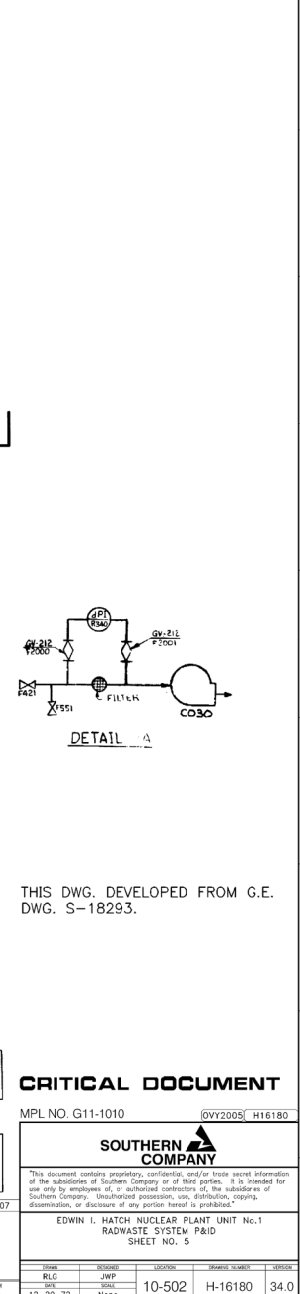 dPI
R340
GV-212
F2000
GV-212
F2001
F421
F551
FILTER
C030
DETAIL A
THIS DWG. DEVELOPED FROM G.E.
DWG. S-18293.
CRITICAL DOCUMENT
MPL NO. G11-1010
OVY2005 H16180
SOUTHERN
COMPANY
"This document contains proprietary, confidential, and/or trade secret information
of the subsidiaries of Southern Company or of third parties. It is intended for
use only by employees of, or authorized contractors of, the subsidiaries of
Southern Company. Unauthorized possession, use, distribution, copying,
dissemination, or disclosure of any portion hereof is prohibited."
07
EDWIN I. HATCH NUCLEAR PLANT UNIT No.1
RADWASTE SYSTEM P&ID
SHEET NO. 5
DRAWN DESIGNED LOCATION DRAWING NUMBER VERSION
RLC JWP
DATE SCALE
10-502 H-16180 34.0
None